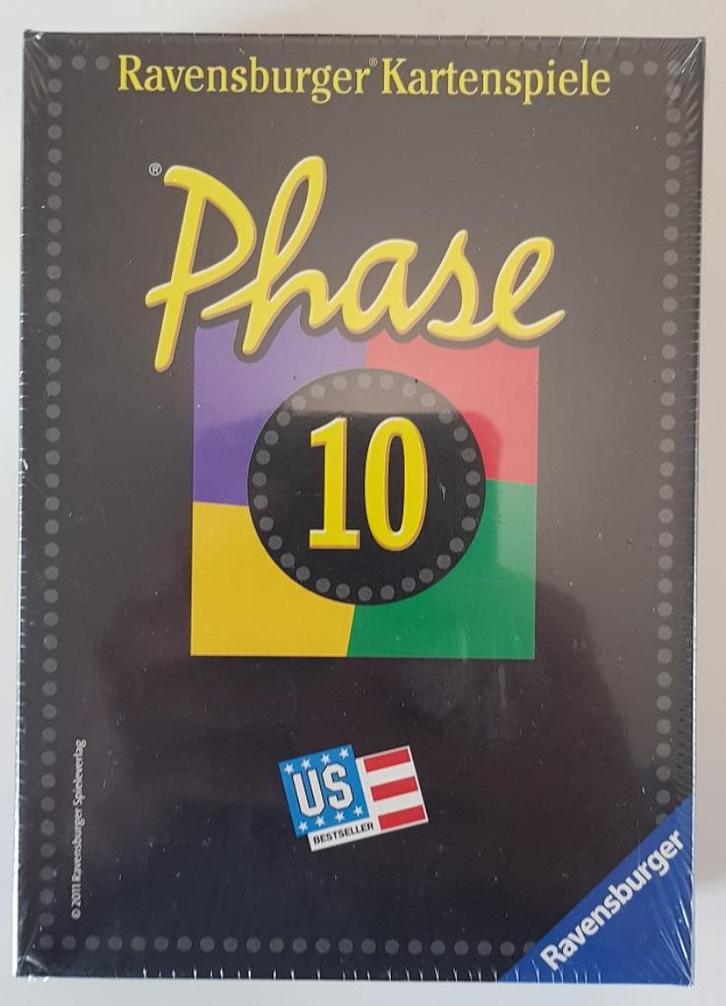 Ravensburger® Kartenspiele
® Phase
10
US
BESTSELLER
© 2011 Ravensburger Spieleverlag
Ravensburger